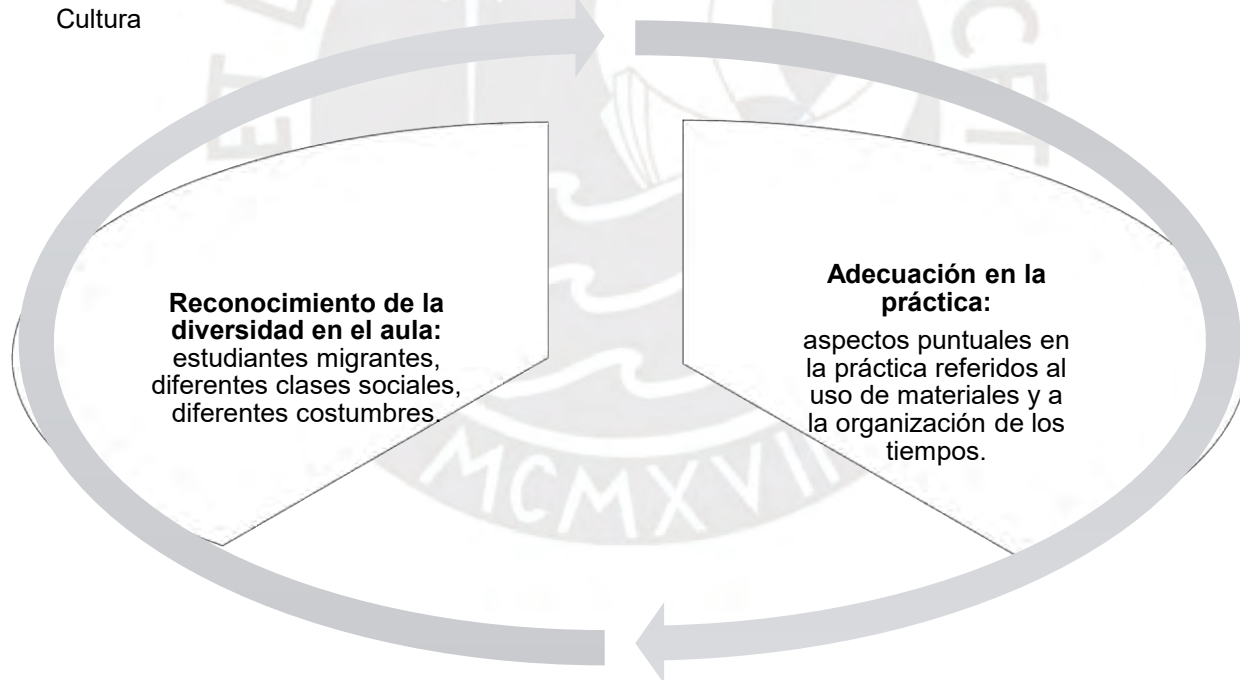 Cultura
Reconocimiento de la
diversidad en el aula:
estudiantes migrantes,
diferentes clases sociales,
diferentes costumbres.
Adecuación en la
práctica:
aspectos puntuales en
la práctica referidos al
uso de materiales y a
la organización de los
tiempos.
MCMXVII